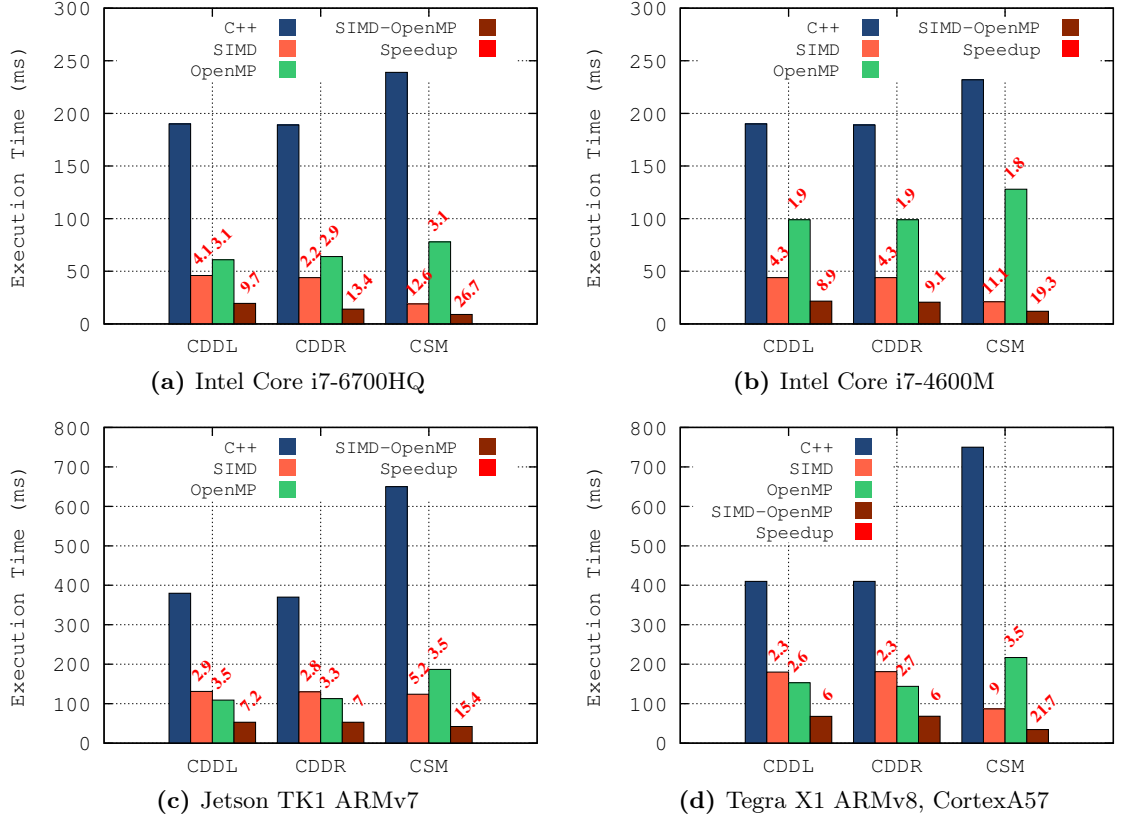 300
250
200
150
100
50
0
Execution Time (ms)
C++
SIMD
OpenMP
SIMD-OpenMP
Speedup
4.1
3.1
9.7
2.2
2.9
13.4
12.6
3.1
26.7
CDDL
CDDR
CSM
(a) Intel Core i7-6700HQ
300
250
200
150
100
50
0
Execution Time (ms)
C++
SIMD
OpenMP
SIMD-OpenMP
Speedup
4.3
1.9
8.9
4.3
1.9
9.1
11.1
1.8
19.3
CDDL
CDDR
CSM
(b) Intel Core i7-4600M
800
700
600
500
400
300
200
100
0
Execution Time (ms)
C++
SIMD
OpenMP
SIMD-OpenMP
Speedup
2.9
3.5
7.2
2.8
3.3
7
5.2
3.5
15.4
CDDL
CDDR
CSM
(c) Jetson TK1 ARMv7
800
700
600
500
400
300
200
100
0
Execution Time (ms)
C++
SIMD
OpenMP
SIMD-OpenMP
Speedup
2.3
2.6
6
2.3
2.7
6
9
3.5
21.7
CDDL
CDDR
CSM
(d) Tegra X1 ARMv8, CortexA57